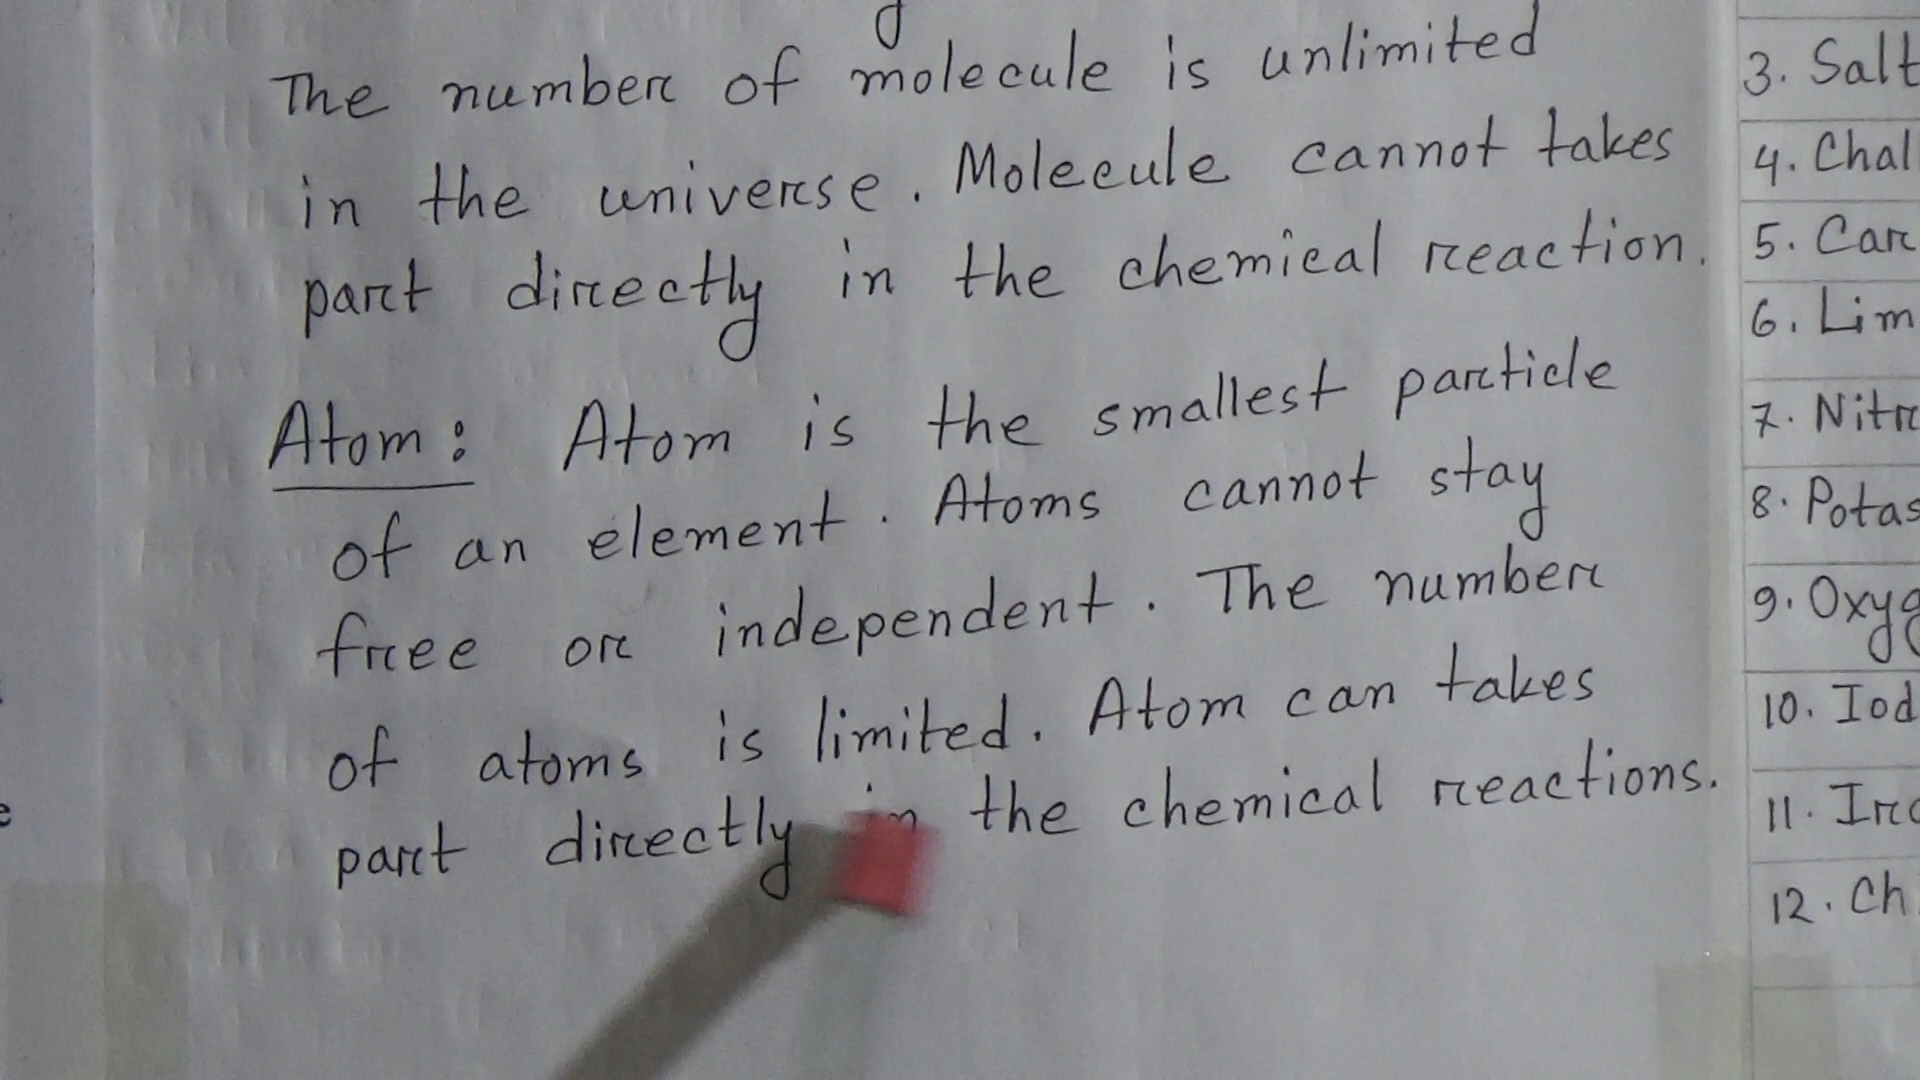 The number of molecule is unlimited
in the universe. Molecule cannot takes
part directly in the chemical reaction.
Atom: Atom is the smallest particle
of an element. Atoms cannot stay
free or independent. The number
of atoms is limited. Atom can takes
part directly in the chemical reactions.
3. Salt
4. Chal
5. Car
6. Lim
7. Nitr
8. Potas
9. Oxyg
10. Iod
11. Iro
12. Ch